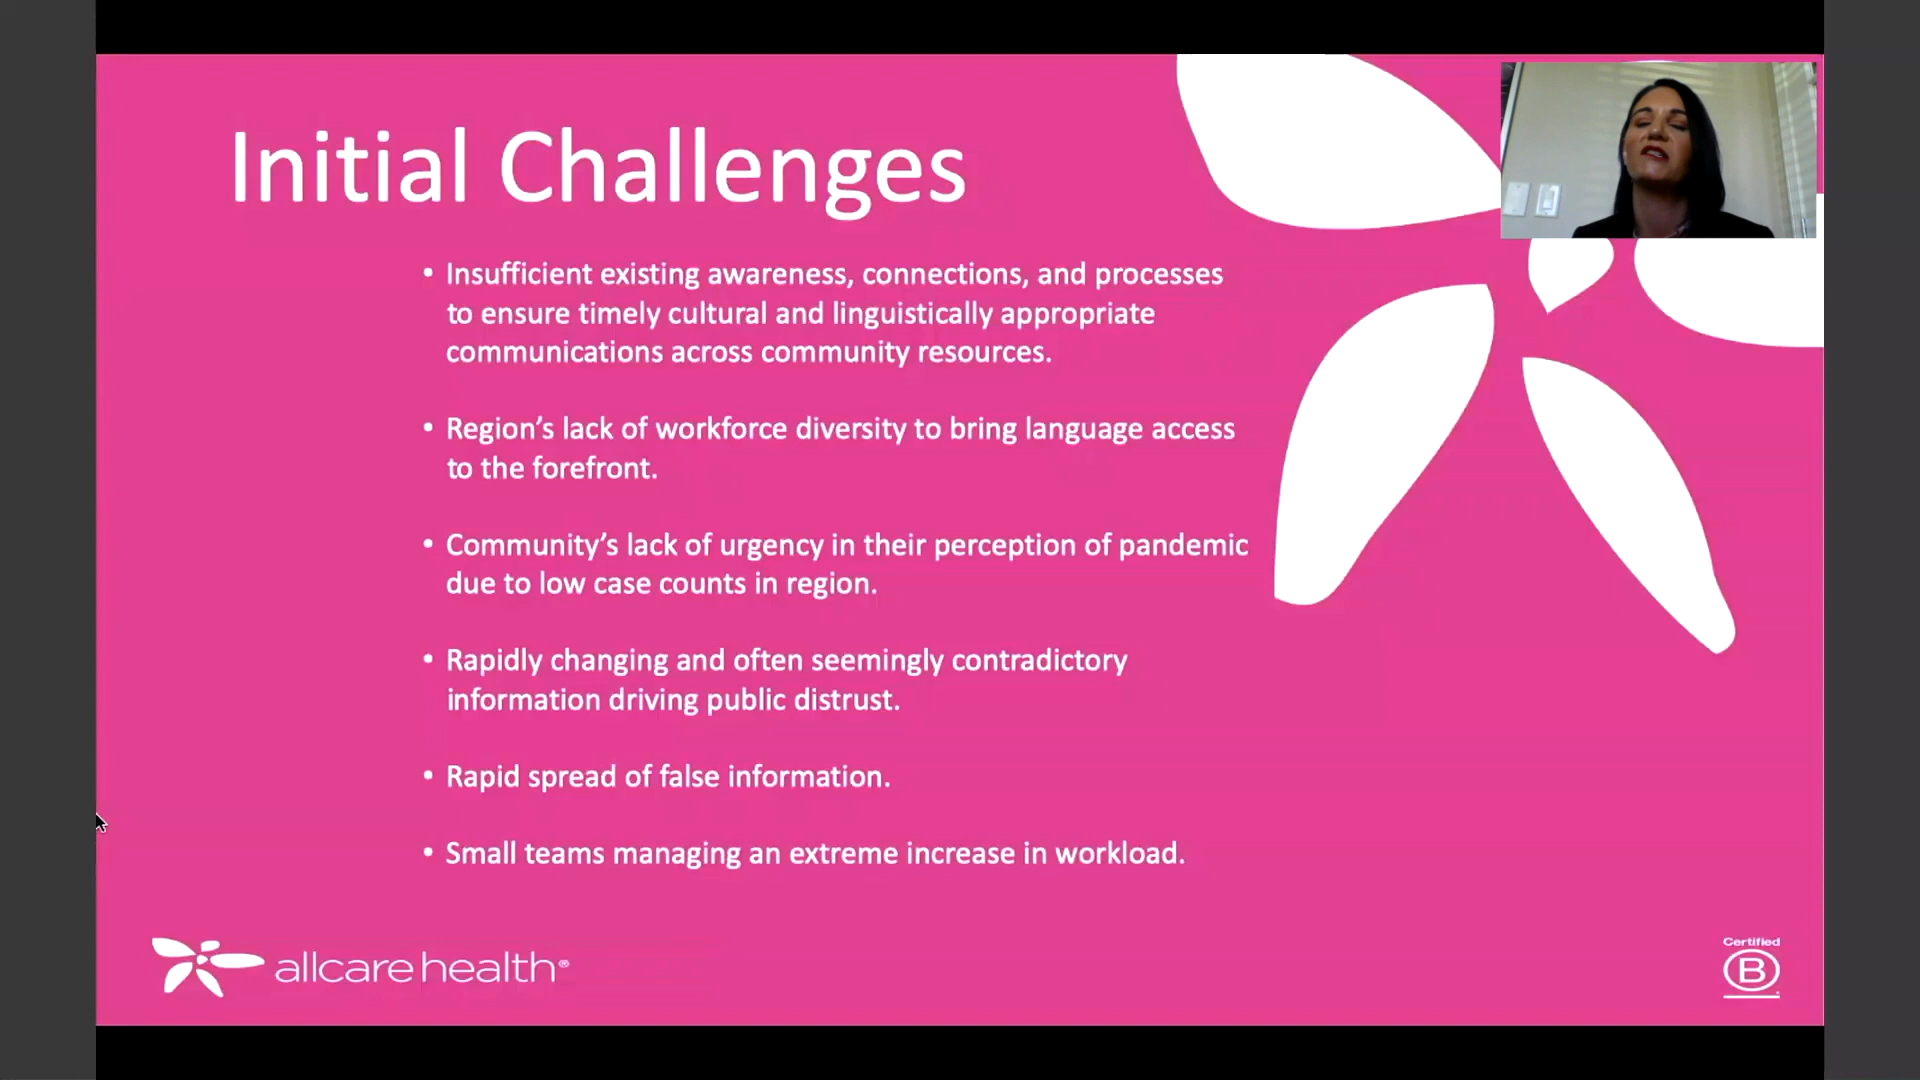 Initial Challenges
• Insufficient existing awareness, connections, and processes
to ensure timely cultural and linguistically appropriate
communications across community resources.
• Region’s lack of workforce diversity to bring language access
to the forefront.
• Community’s lack of urgency in their perception of pandemic
due to low case counts in region.
• Rapidly changing and often seemingly contradictory
information driving public distrust.
• Rapid spread of false information.
• Small teams managing an extreme increase in workload.
allcare health®
Certified
B